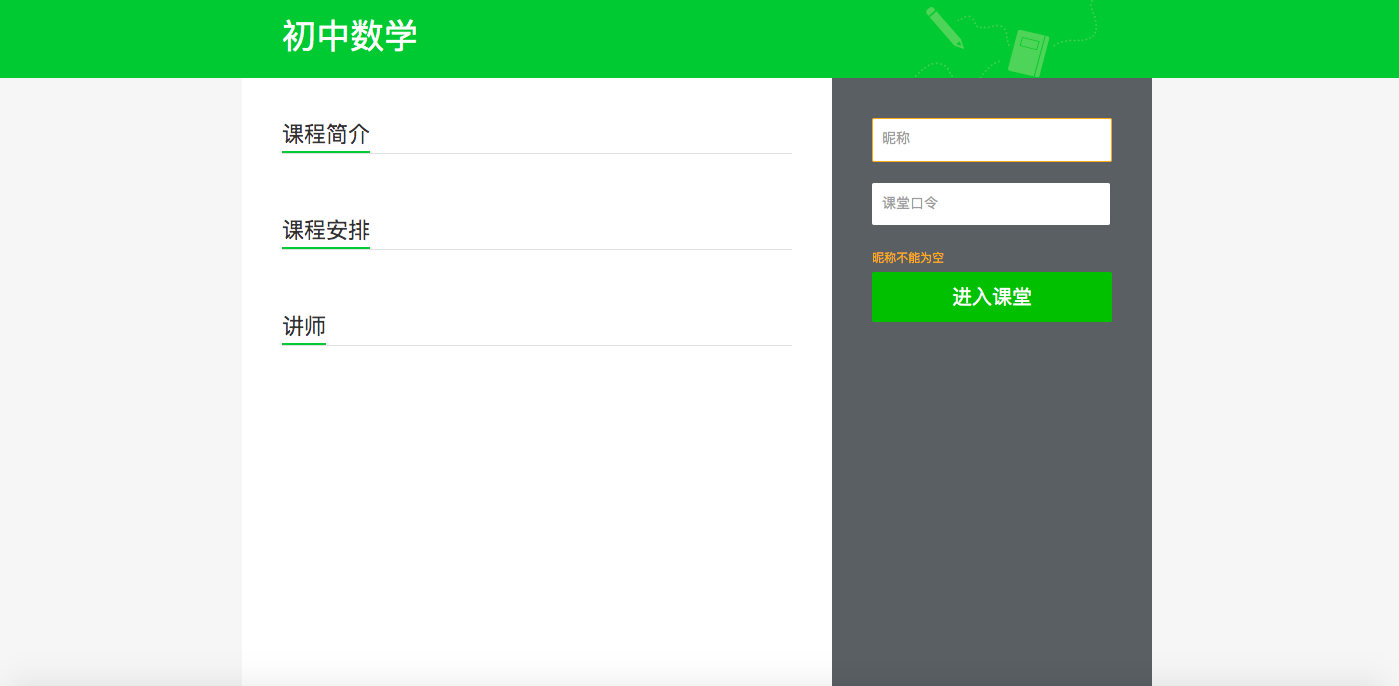 初中数学
课程简介
课程安排
讲师
昵称
课堂口令
昵称不能为空
进入课堂